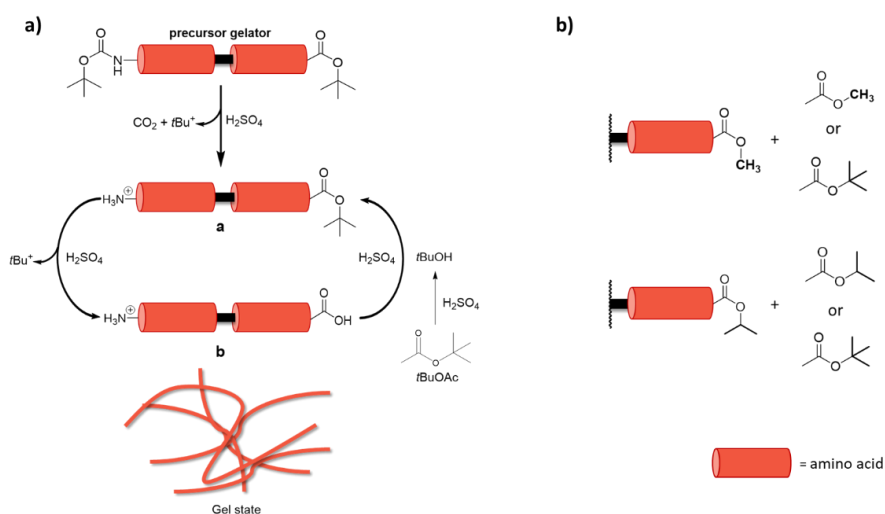 a)
precursor gelator
O
O
N
H
O
O
CO2 + tBu+
H2SO4
H3N+
O
O
a
tBu+
H2SO4
H2SO4
tBuOH
H2SO4
H3N+
O
OH
b
O
O
tBuOAc
Gel state
b)
O
O
CH3
+
O
O
CH3
or
O
O
O
O
+
O
O
or
O
O
= amino acid